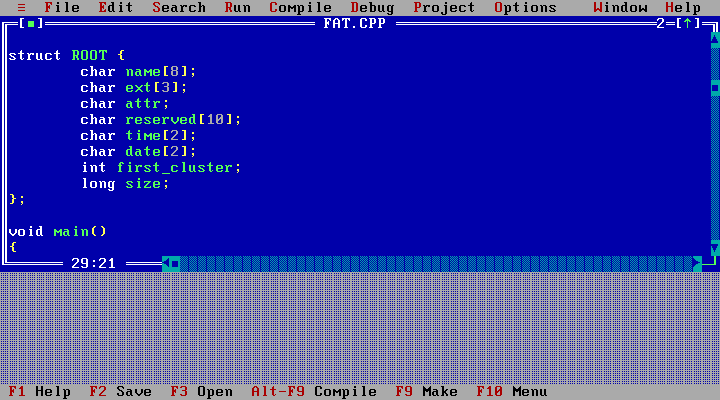 ≡ File Edit Search Run Compile Debug Project Options Window Help
[■] FAT.CPP 2=[↑]
struct ROOT {
char name[8];
char ext[3];
char attr;
char reserved[10];
char time[2];
char date[2];
int first_cluster;
long size;
};
void main()
{
29:21
F1 Help F2 Save F3 Open Alt-F9 Compile F9 Make F10 Menu